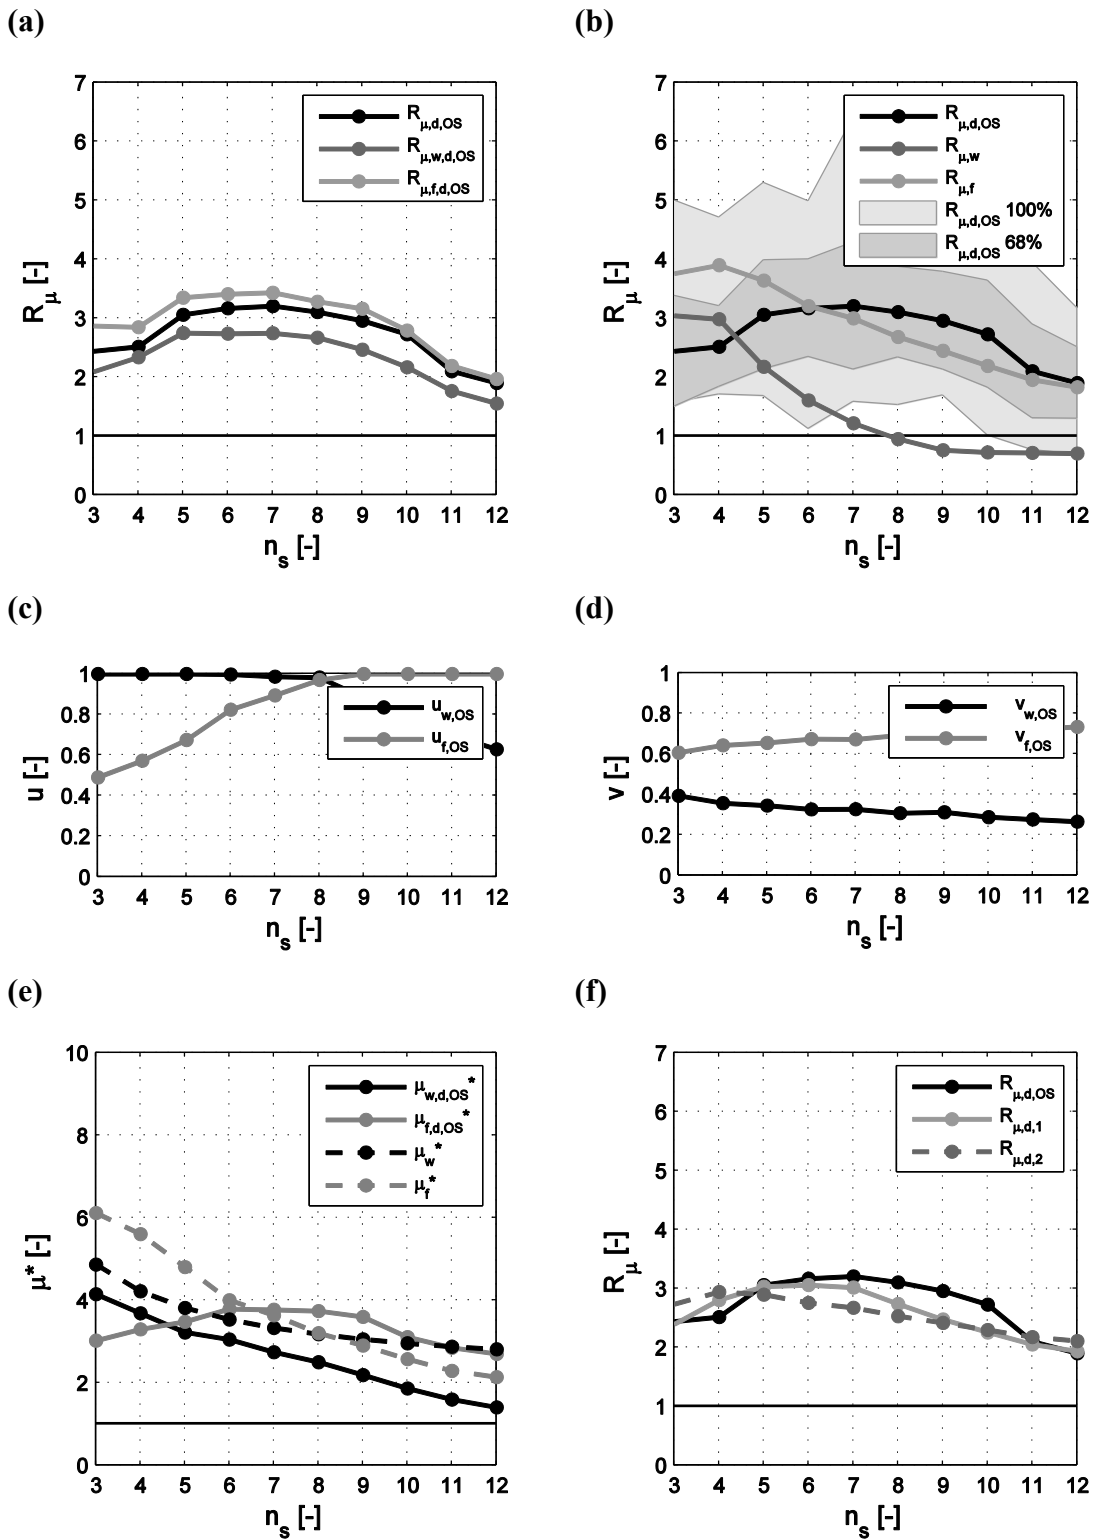 (a)
7
6
5
4
3
2
1
0
3 4 5 6 7 8 9 10 11 12
R_μ [-]
n_s [-]
R_μ,d,OS
R_μ,w,d,OS
R_μ,f,d,OS
(b)
7
6
5
4
3
2
1
0
3 4 5 6 7 8 9 10 11 12
R_μ [-]
n_s [-]
R_μ,d,OS
R_μ,w
R_μ,f
R_μ,d,OS 100%
R_μ,d,OS 68%
(c)
1
0.8
0.6
0.4
0.2
0
3 4 5 6 7 8 9 10 11 12
u [-]
n_s [-]
u_w,OS
u_f,OS
(d)
1
0.8
0.6
0.4
0.2
0
3 4 5 6 7 8 9 10 11 12
v [-]
n_s [-]
v_w,OS
v_f,OS
(e)
10
8
6
4
2
0
3 4 5 6 7 8 9 10 11 12
μ* [-]
n_s [-]
μ_w,d,OS*
μ_f,d,OS*
μ_w*
μ_f*
(f)
7
6
5
4
3
2
1
0
3 4 5 6 7 8 9 10 11 12
R_μ [-]
n_s [-]
R_μ,d,OS
R_μ,d,1
R_μ,d,2